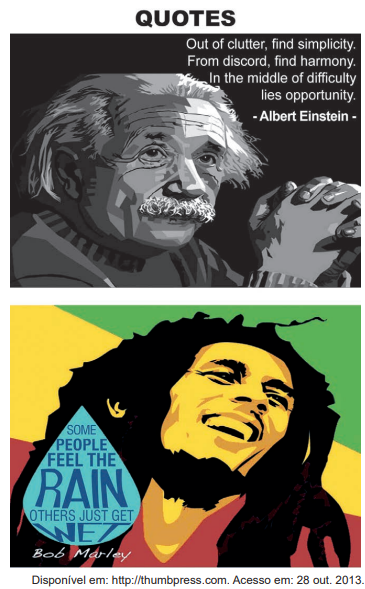 QUOTES
Out of clutter, find simplicity.
From discord, find harmony.
In the middle of difficulty
lies opportunity.
- Albert Einstein -
SOME
PEOPLE
FEEL THE
RAIN
OTHERS JUST GET
WET
Bob Marley
Disponível em: http://thumbpress.com. Acesso em: 28 out. 2013.